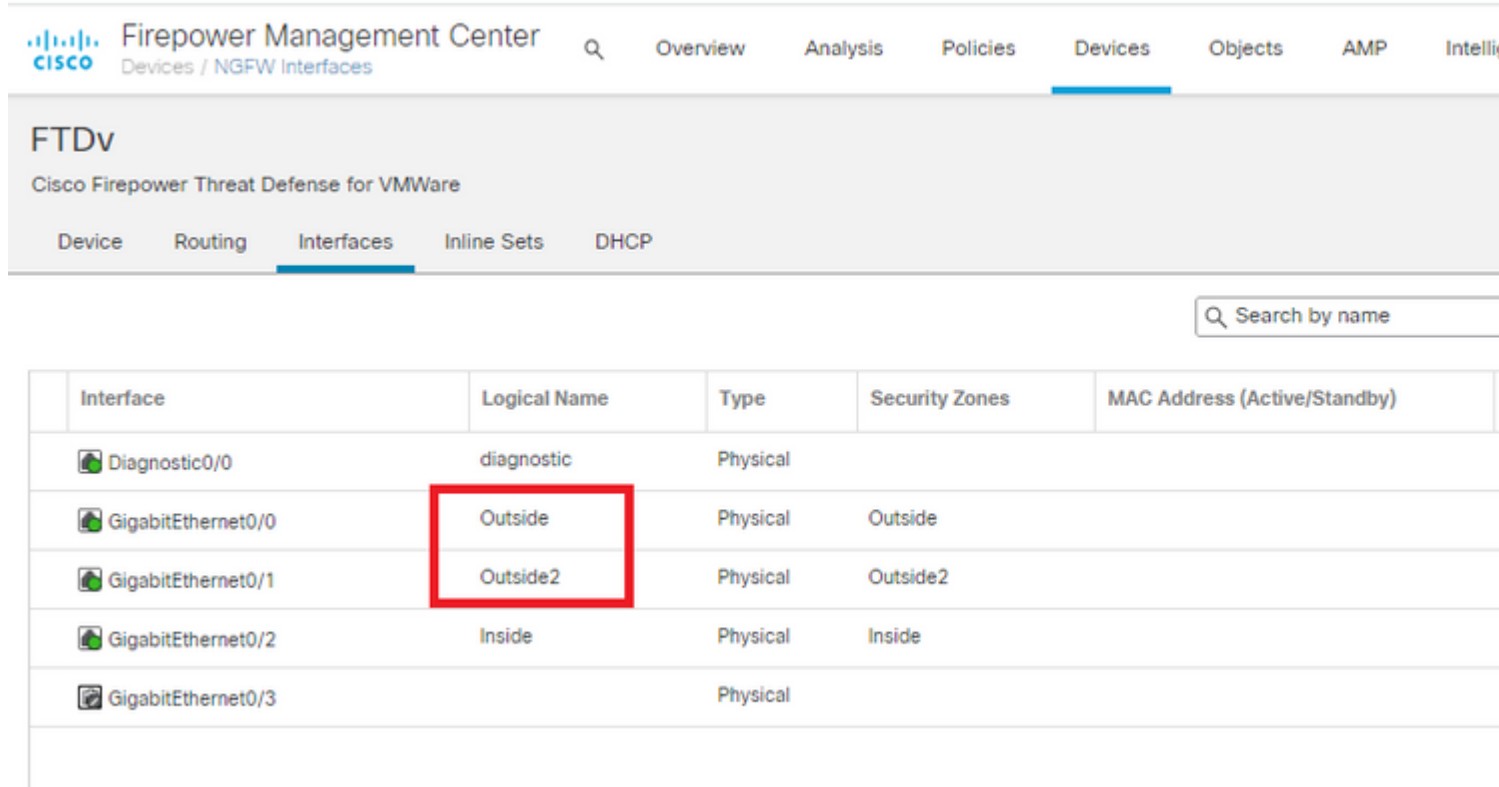 Firepower Management Center
CISCO
Devices / NGFW Interfaces
Overview Analysis Policies Devices Objects AMP
FTDv
Cisco Firepower Threat Defense for VMWare
Device Routing Interfaces Inline Sets DHCP
Search by name
Interface Logical Name Type Security Zones MAC Address (Active/Standby)
Diagnostic0/0 diagnostic Physical
GigabitEthernet0/0 Outside Physical Outside
GigabitEthernet0/1 Outside2 Physical Outside2
GigabitEthernet0/2 Inside Physical Inside
GigabitEthernet0/3 Physical